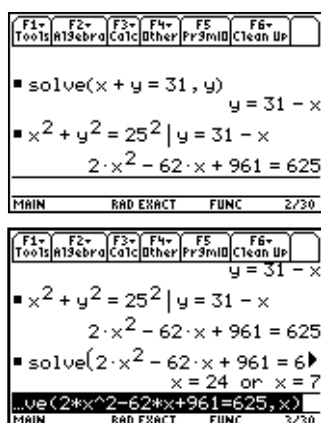 F1▾ F2▾ F3▾ F4▾ F5 F6▾
Tools Algebra Calc Other PrgmIO Clean Up
■ solve(x + y = 31, y)
y = 31 - x
■ x² + y² = 25² | y = 31 - x
2·x² - 62·x + 961 = 625
MAIN RAD EXACT FUNC 2/30
F1▾ F2▾ F3▾ F4▾ F5 F6▾
Tools Algebra Calc Other PrgmIO Clean Up
y = 31 - x
■ x² + y² = 25² | y = 31 - x
2·x² - 62·x + 961 = 625
■ solve(2·x² - 62·x + 961 = 6▶
x = 24 or x = 7
…ve(2*x^2-62*x+961=625,x)
MAIN RAD EXACT FUNC 3/30